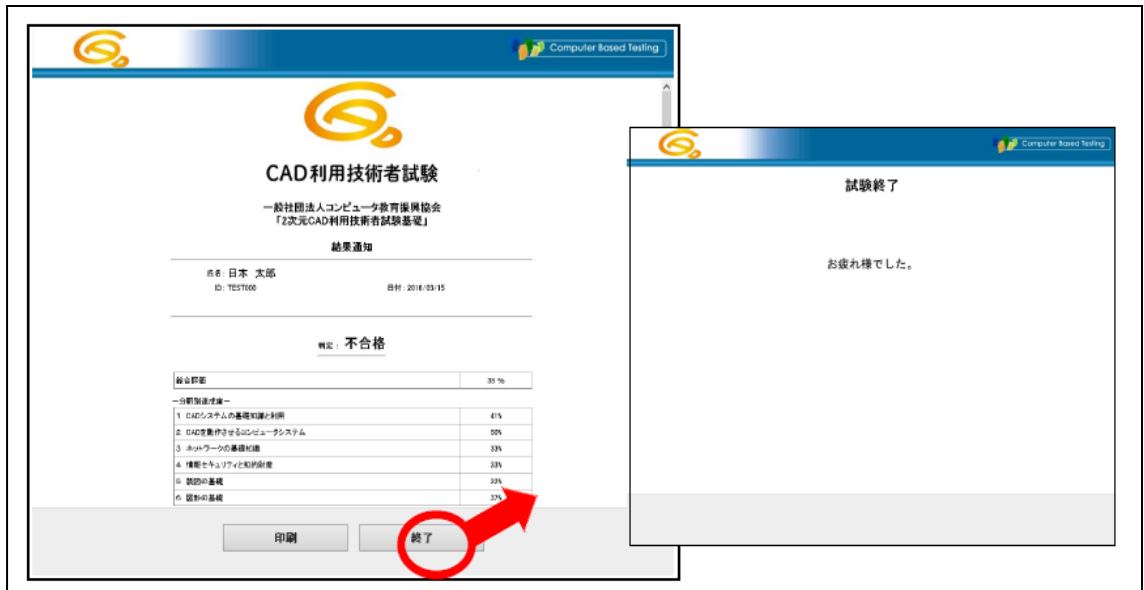 Computer Based Testing
CAD利用技術者試験
一般社団法人コンピュータ教育振興協会
「2次元CAD利用技術者試験基礎」
結果通知
氏名: 日本 太郎
ID: TEST000 日付: 2016/03/15
判定: 不合格
総合評価 35 %
－分野別達成度－
1 CADシステムの基礎知識と利用 41%
2 CADを動作させるコンピュータシステム 50%
3 ネットワークの基礎知識 33%
4 情報セキュリティと知的財産 33%
5 製図の基礎 33%
6 図形の基礎 37%
印刷 終了
Computer Based Testing
試験終了
お疲れ様でした。